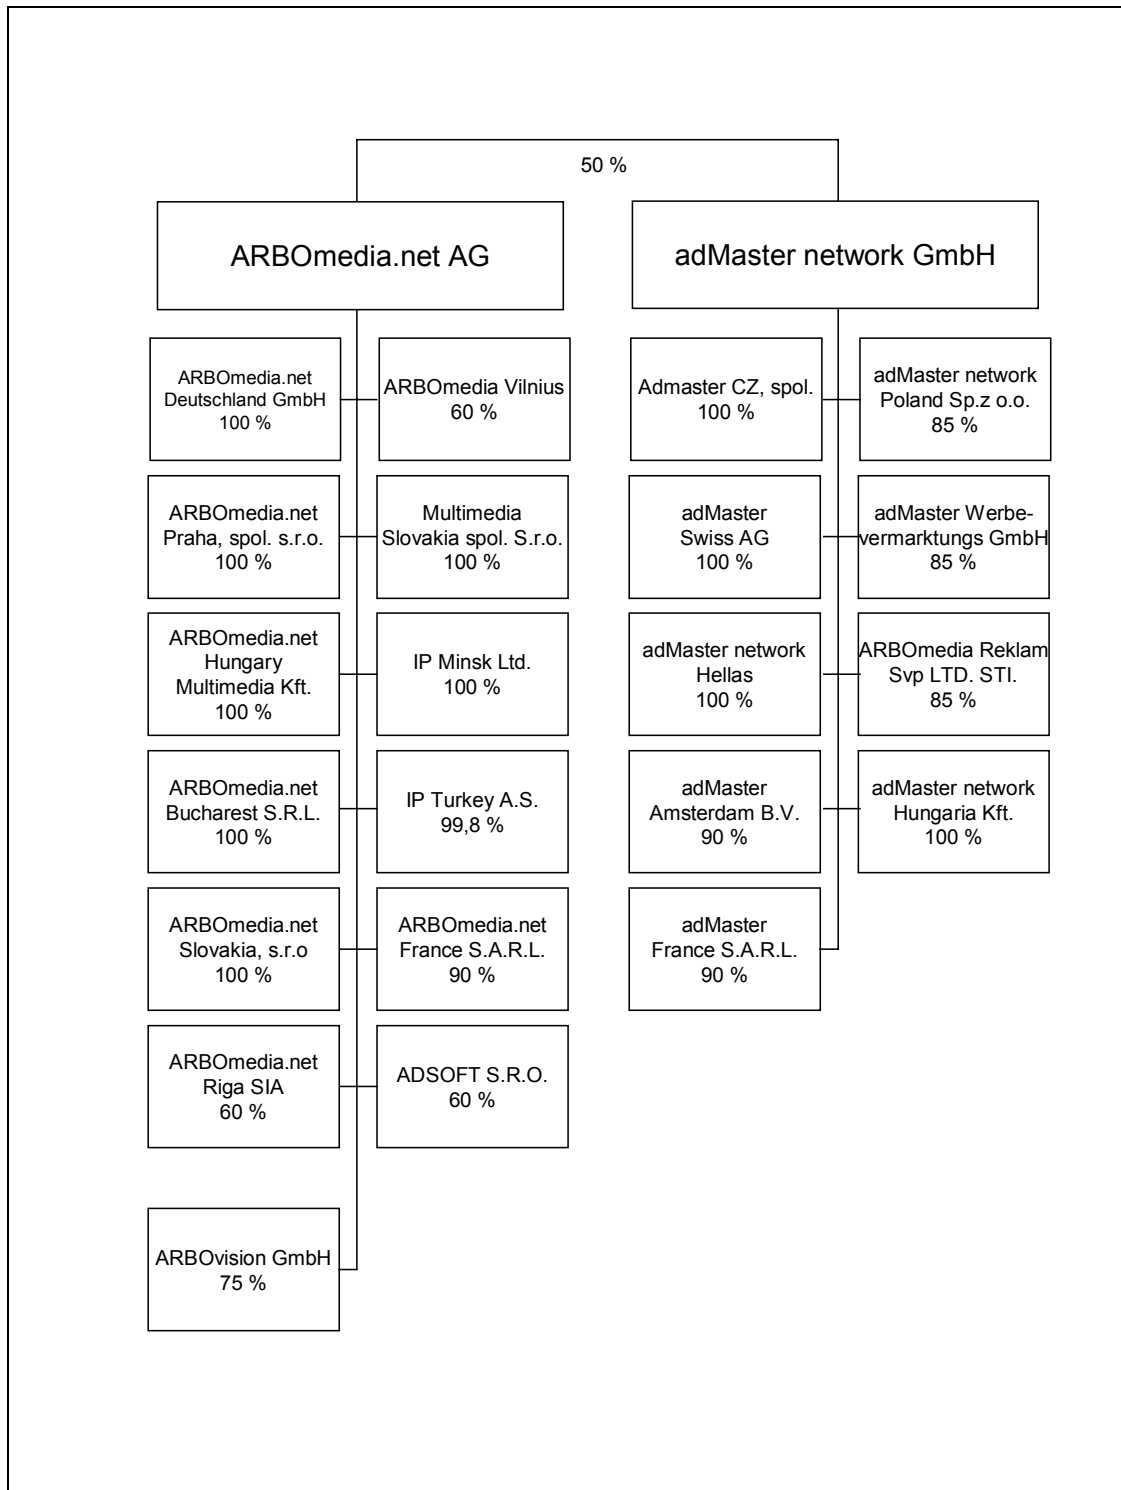 50 %
ARBOmedia.net AG
adMaster network GmbH
ARBOmedia.net
Deutschland GmbH
100 %
ARBOmedia Vilnius
60 %
Admaster CZ, spol.
100 %
adMaster network
Poland Sp.z o.o.
85 %
ARBOmedia.net
Praha, spol. s.r.o.
100 %
Multimedia
Slovakia spol. S.r.o.
100 %
adMaster
Swiss AG
100 %
adMaster Werbe-
vermarktungs GmbH
85 %
ARBOmedia.net
Hungary
Multimedia Kft.
100 %
IP Minsk Ltd.
100 %
adMaster network
Hellas
100 %
ARBOmedia Reklam
Svp LTD. STI.
85 %
ARBOmedia.net
Bucharest S.R.L.
100 %
IP Turkey A.S.
99,8 %
adMaster
Amsterdam B.V.
90 %
adMaster network
Hungaria Kft.
100 %
ARBOmedia.net
Slovakia, s.r.o
100 %
ARBOmedia.net
France S.A.R.L.
90 %
adMaster
France S.A.R.L.
90 %
ARBOmedia.net
Riga SIA
60 %
ADSOFT S.R.O.
60 %
ARBOvision GmbH
75 %